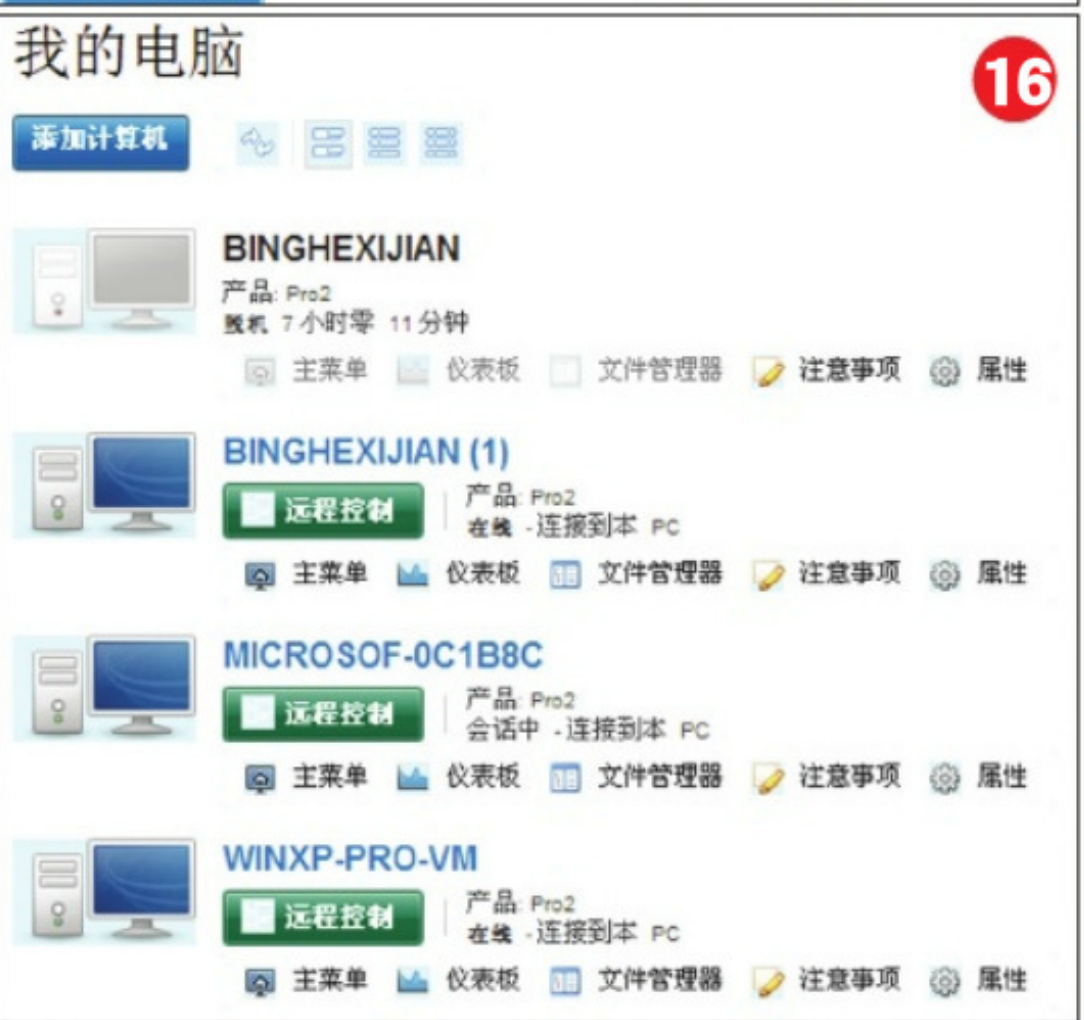 我的电脑
16
添加计算机
BINGHEXIJIAN
产品: Pro2
脱机 7 小时零 11 分钟
主菜单 仪表板 文件管理器 注意事项 属性
BINGHEXIJIAN (1)
远程控制
产品: Pro2
在线 - 连接到本 PC
主菜单 仪表板 文件管理器 注意事项 属性
MICROSOF-0C1B8C
远程控制
产品: Pro2
会话中 - 连接到本 PC
主菜单 仪表板 文件管理器 注意事项 属性
WINXP-PRO-VM
远程控制
产品: Pro2
在线 - 连接到本 PC
主菜单 仪表板 文件管理器 注意事项 属性